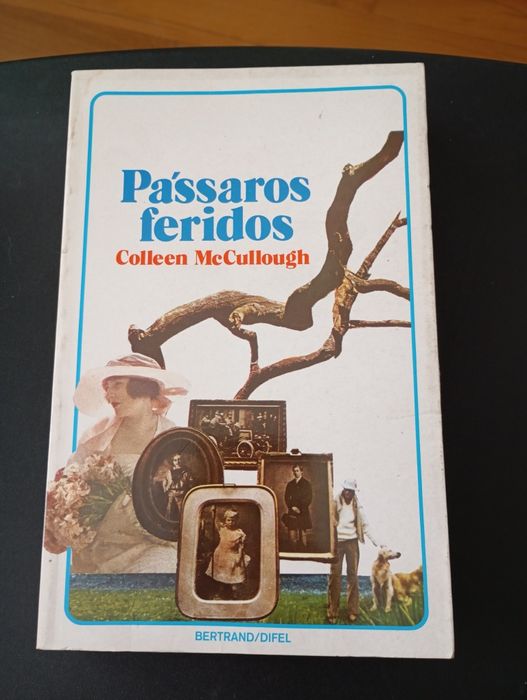 Pássaros
feridos
Colleen McCullough
BERTRAND/DIFEL